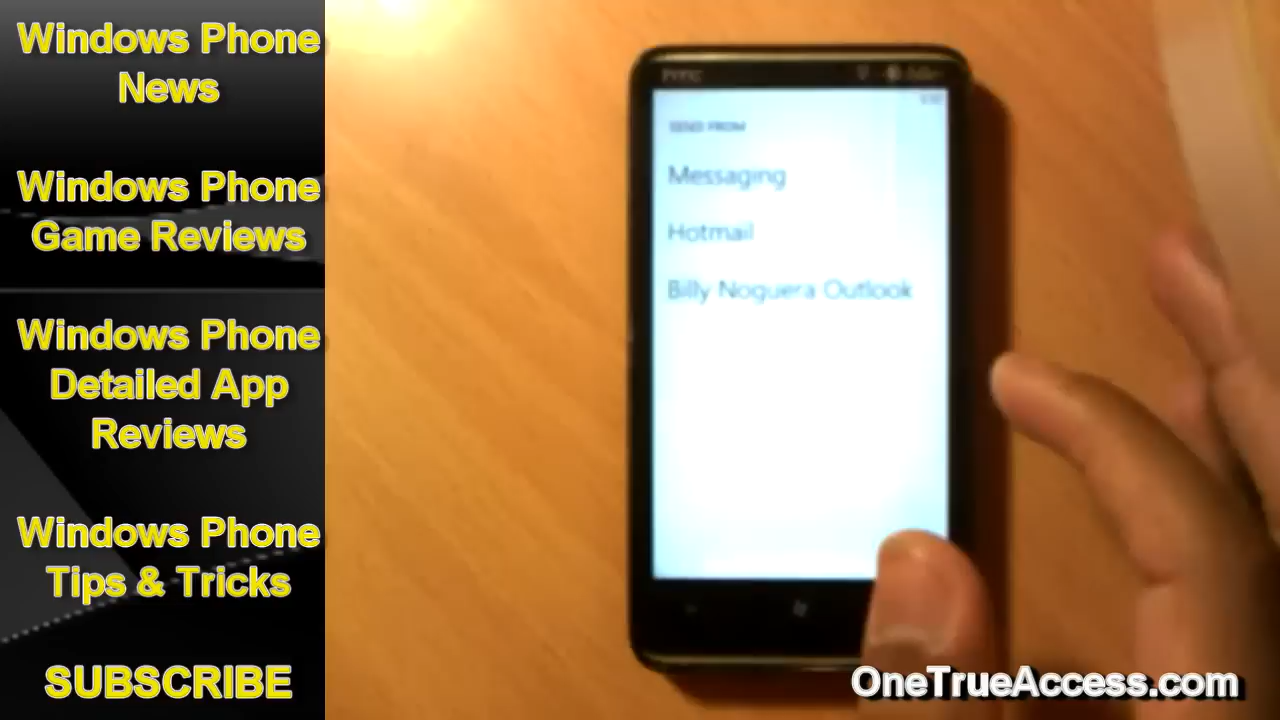 Windows Phone
News
Windows Phone
Game Reviews
Windows Phone
Detailed App
Reviews
Windows Phone
Tips & Tricks
SUBSCRIBE
hTC
SEND FROM
Messaging
Hotmail
Billy Noguera Outlook
OneTrueAccess.com